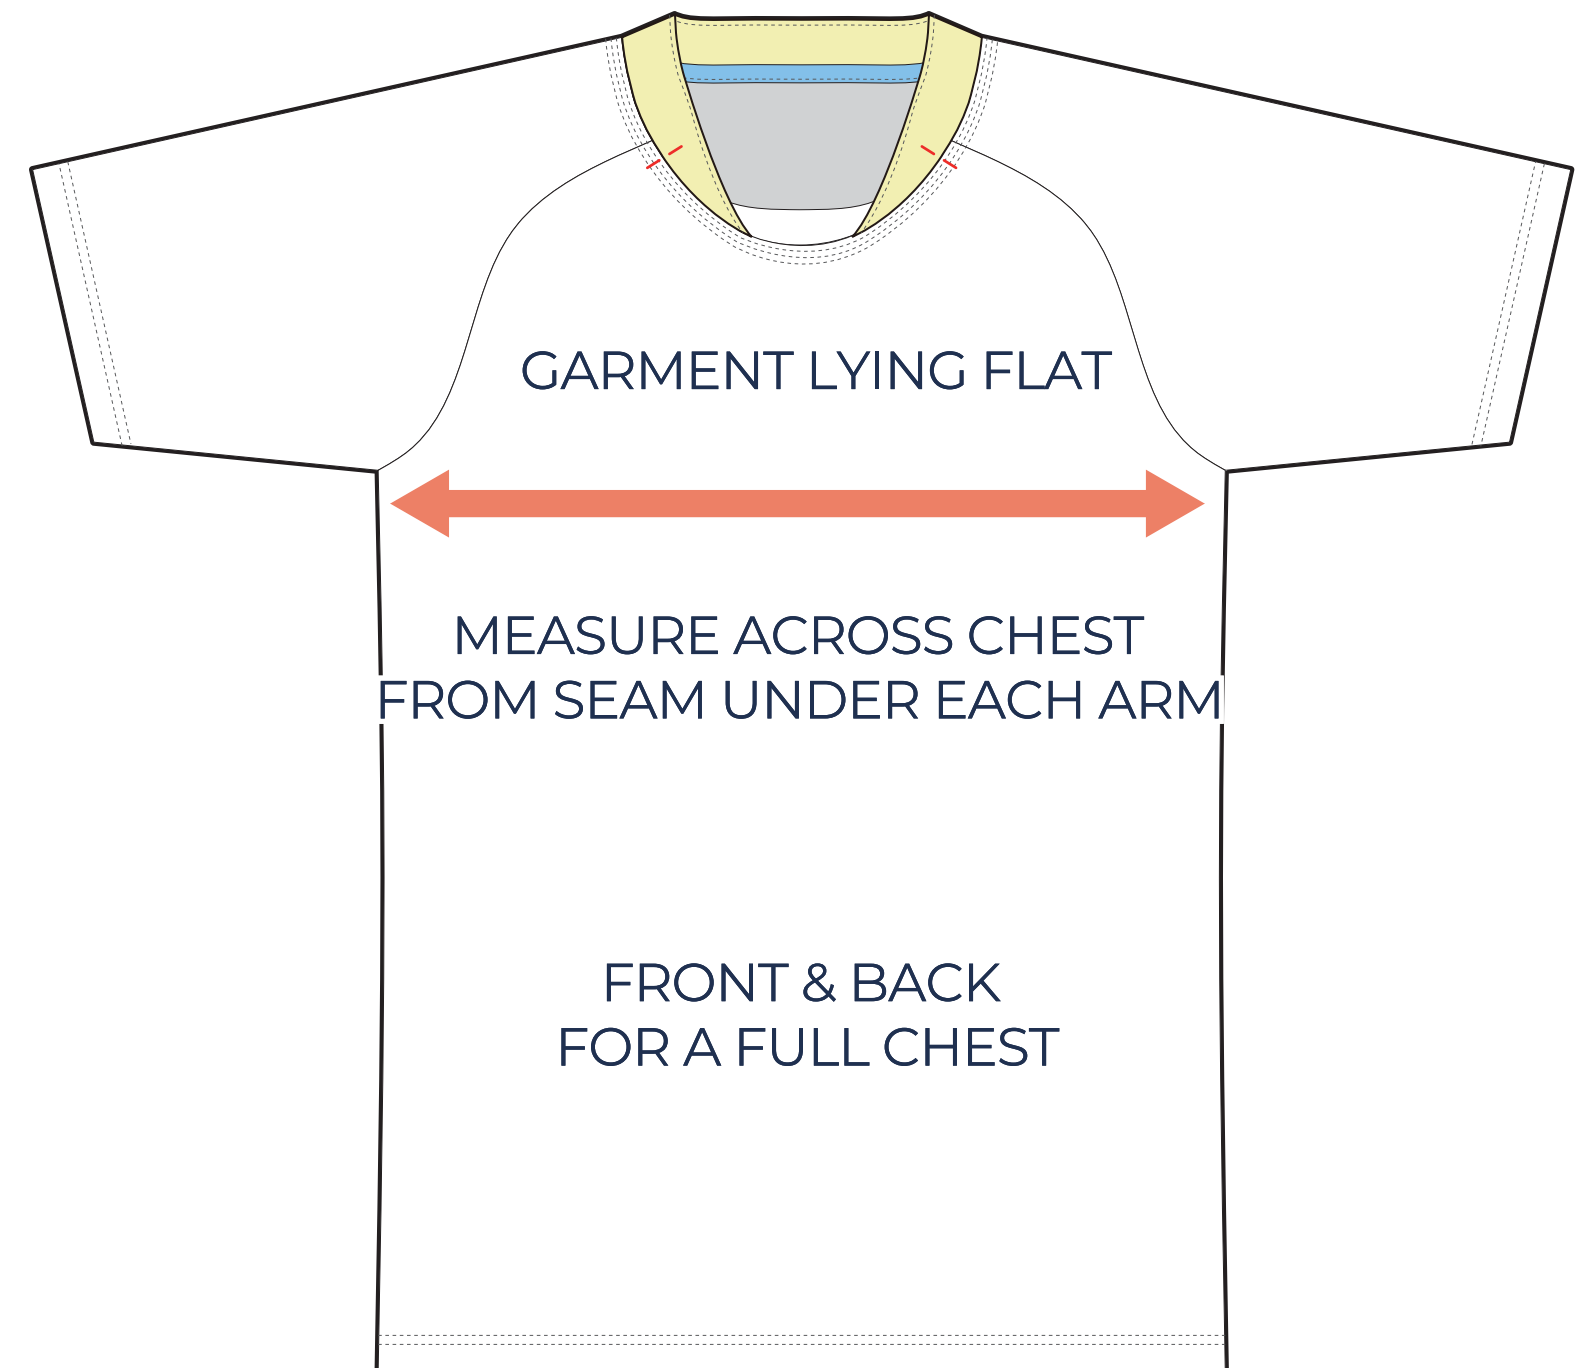 GARMENT LYING FLAT
MEASURE ACROSS CHEST
FROM SEAM UNDER EACH ARM
FRONT & BACK
FOR A FULL CHEST